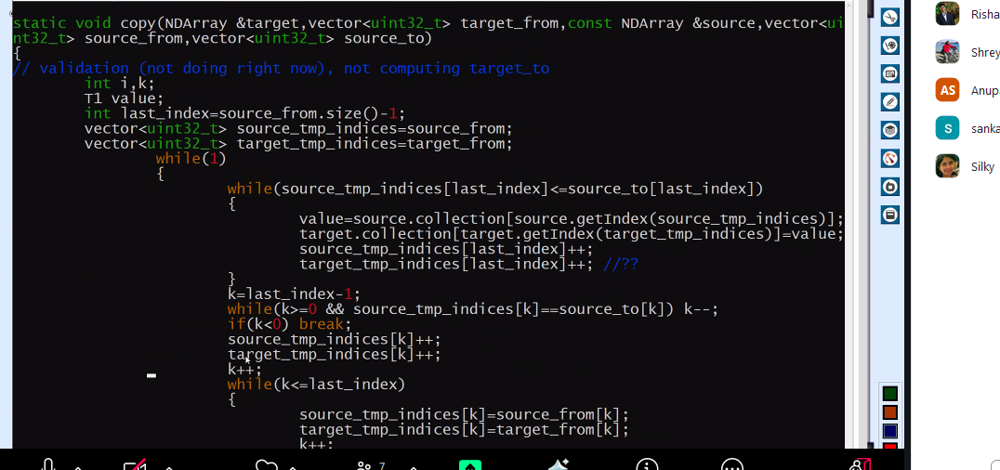 static void copy(NDArray &target,vector<uint32_t> target_from,const NDArray &source,vector<ui
nt32_t> source_from,vector<uint32_t> source_to)
{
// validation (not doing right now), not computing target_to
int i,k;
T1 value;
int last_index=source_from.size()-1;
vector<uint32_t> source_tmp_indices=source_from;
vector<uint32_t> target_tmp_indices=target_from;
while(1)
{
while(source_tmp_indices[last_index]<=source_to[last_index])
{
value=source.collection[source.getIndex(source_tmp_indices)];
target.collection[target.getIndex(target_tmp_indices)]=value;
source_tmp_indices[last_index]++;
target_tmp_indices[last_index]++; //??
}
k=last_index-1;
while(k>=0 && source_tmp_indices[k]==source_to[k]) k--;
if(k<0) break;
source_tmp_indices[k]++;
target_tmp_indices[k]++;
k++;
while(k<=last_index)
{
source_tmp_indices[k]=source_from[k];
target_tmp_indices[k]=target_from[k];
k++;
Risha
Shrey
AS Anupa
S sanka
Silky
7